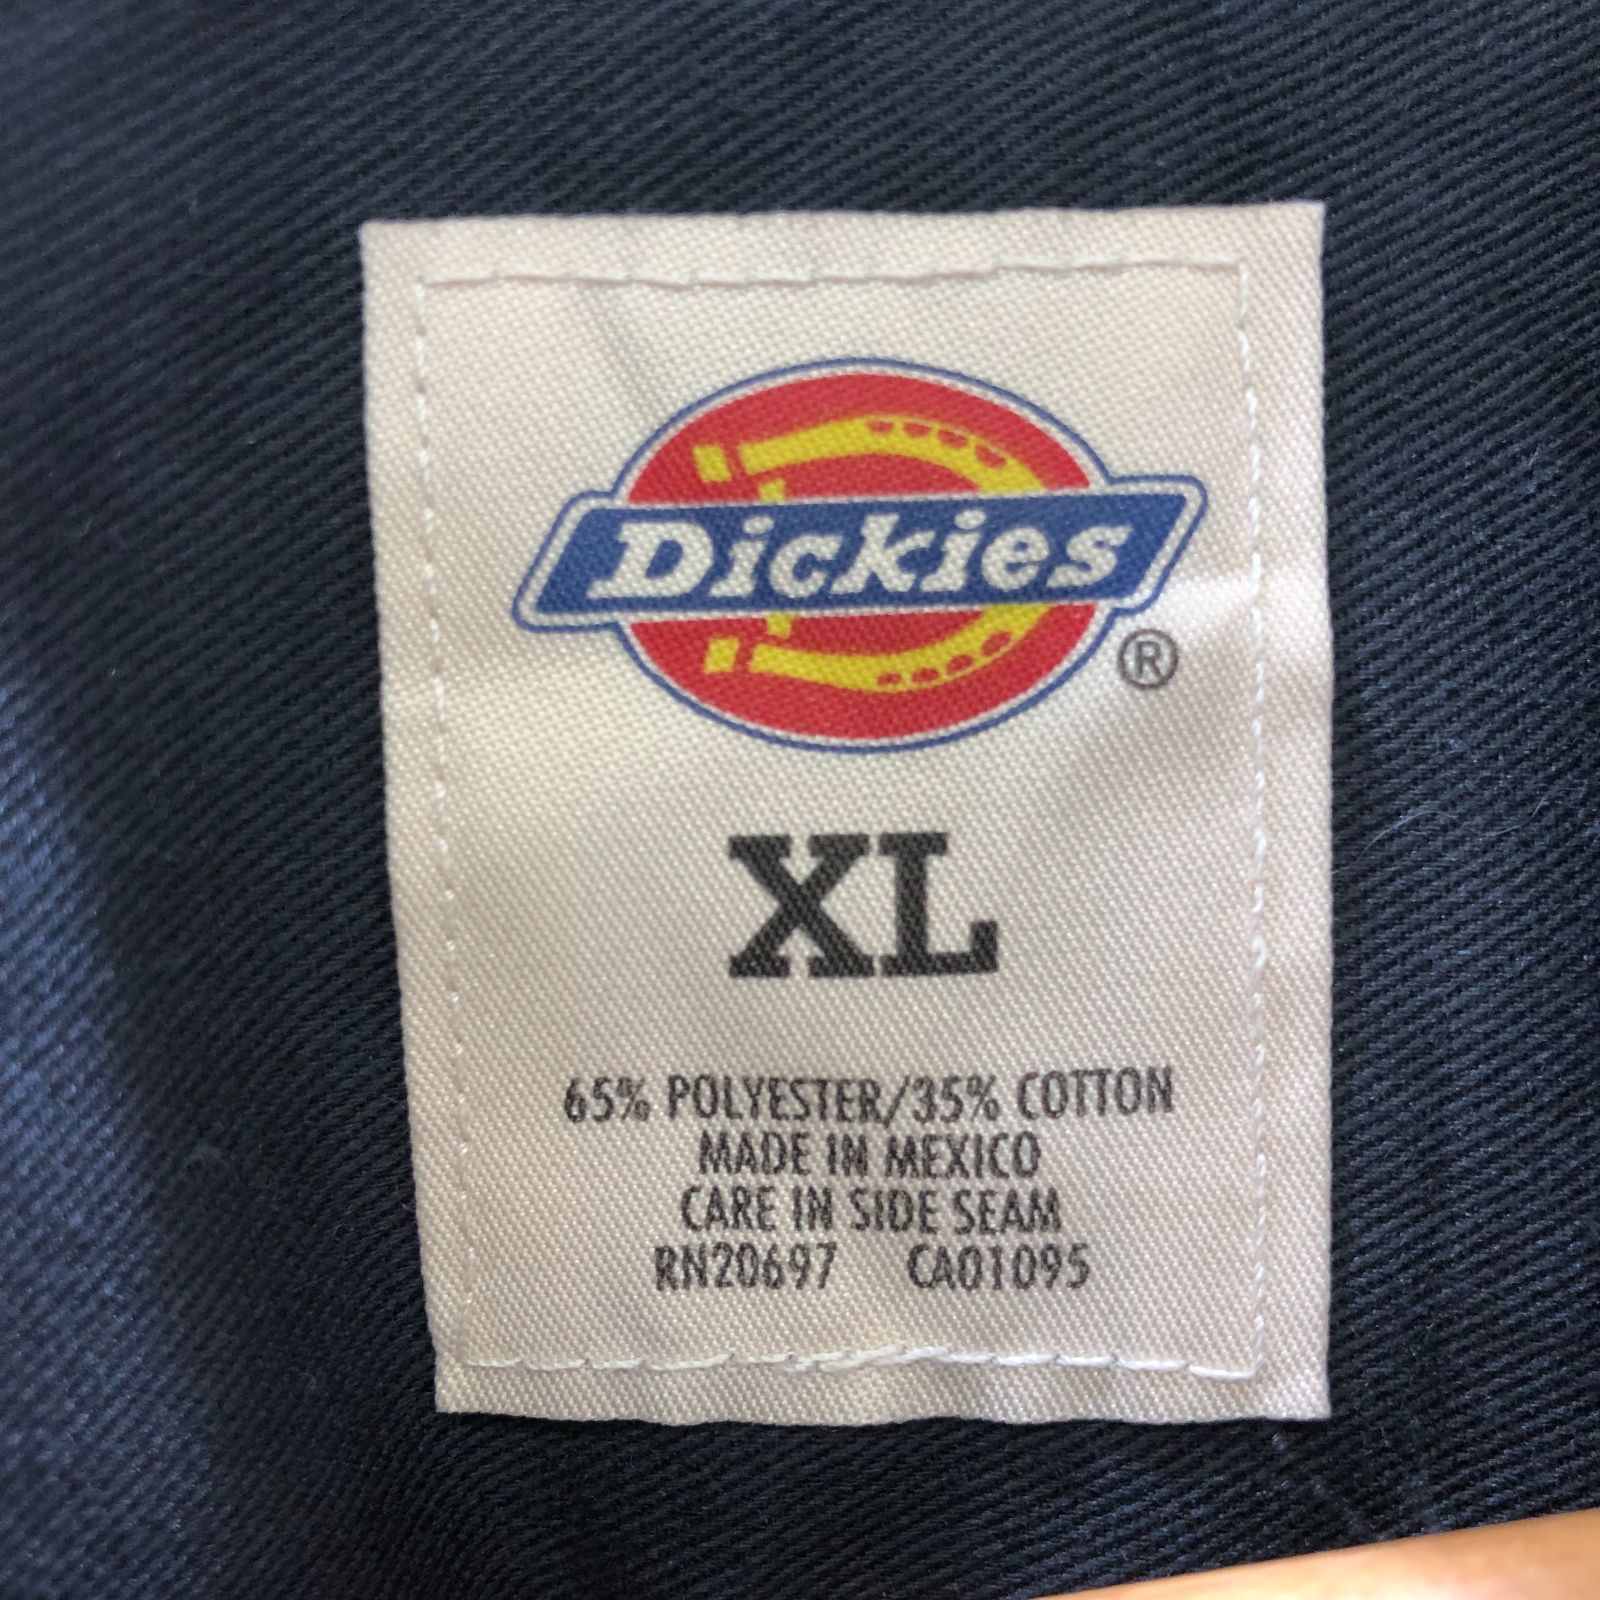 Dickies
®
XL
65% POLYESTER/35% COTTON
MADE IN MEXICO
CARE IN SIDE SEAM
RN20697 CA01095